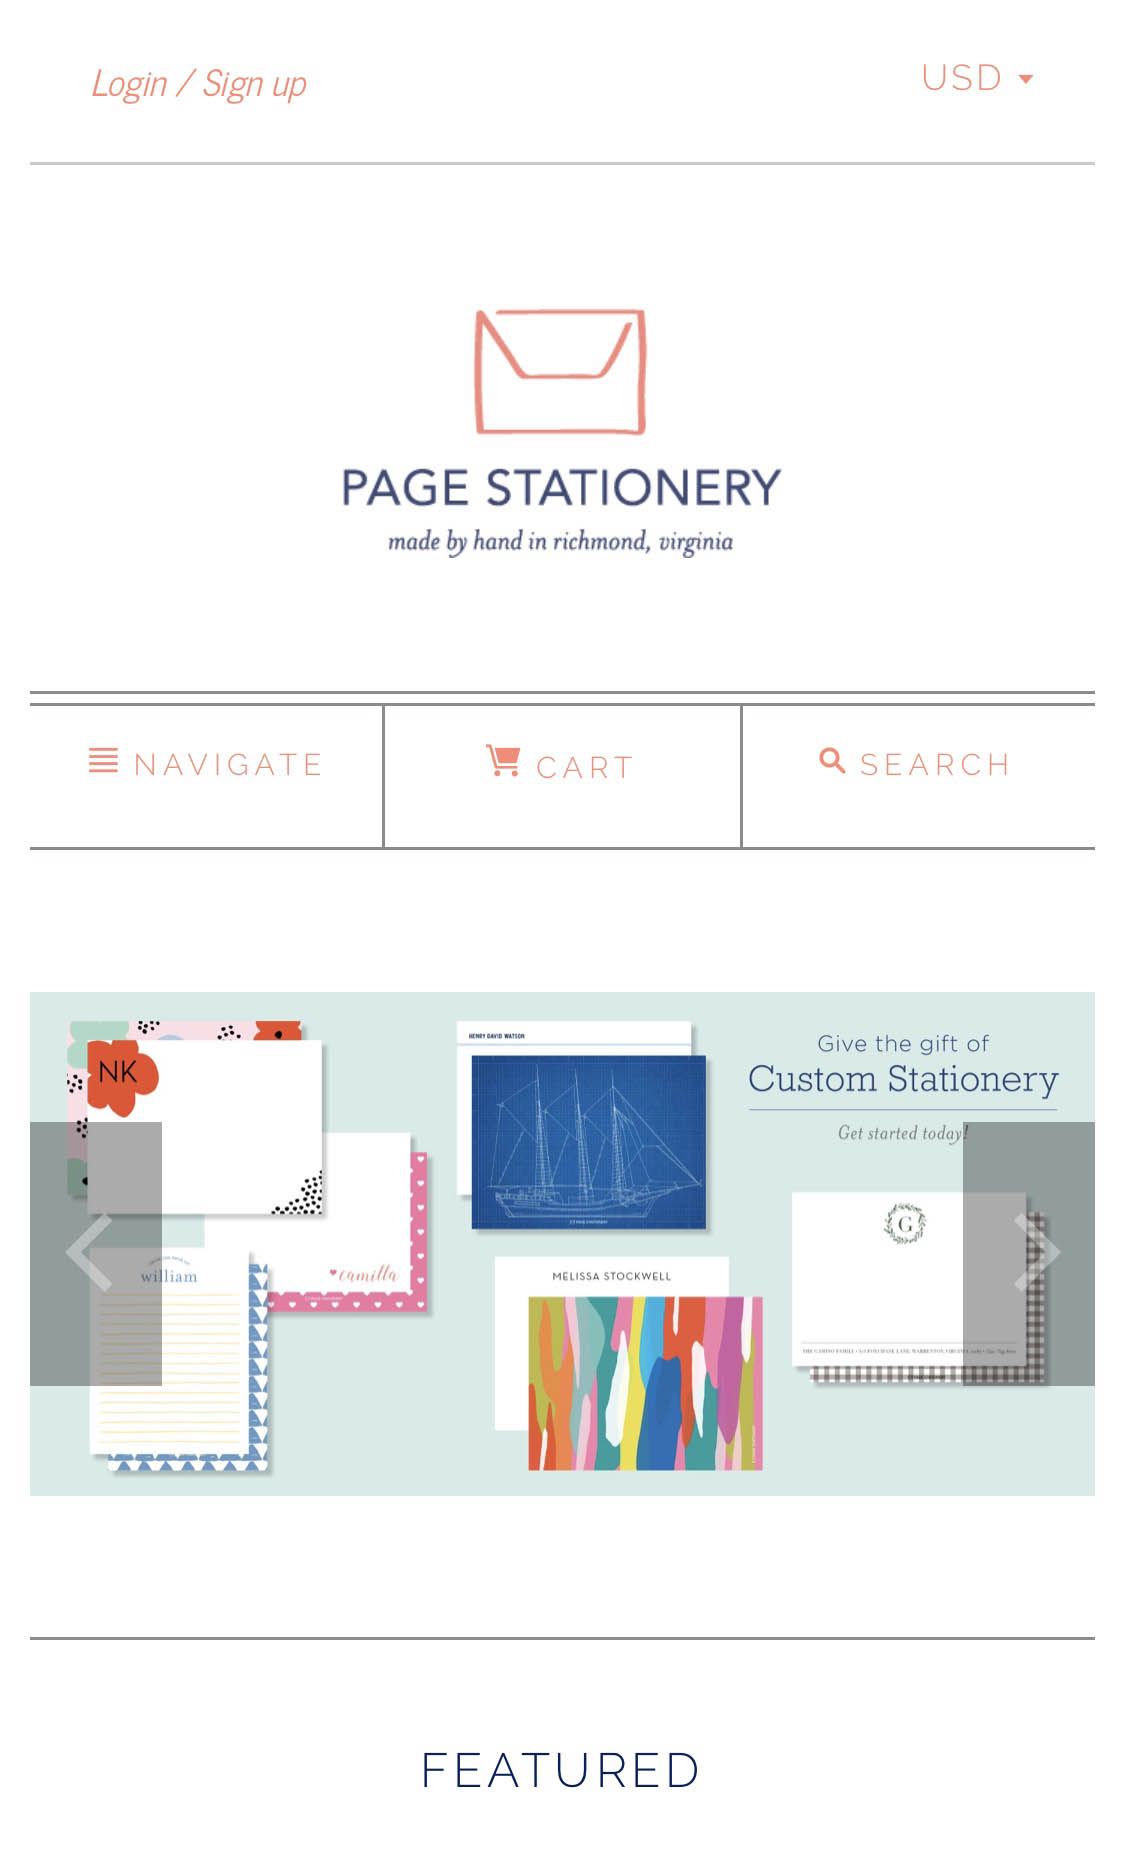 Login / Sign up
USD
PAGE STATIONERY
made by hand in richmond, virginia
NAVIGATE
CART
SEARCH
NK
camilla
william
HENRY DAVID WATSON
MELISSA STOCKWELL
Give the gift of
Custom Stationery
Get started today!
G
FEATURED